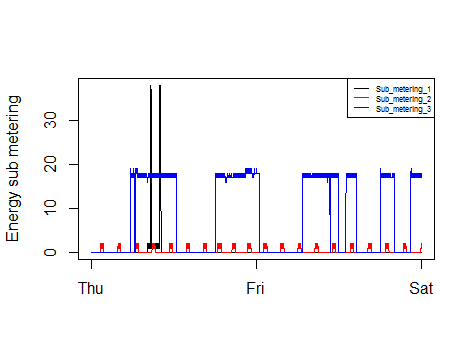 Sub_metering_1
Sub_metering_2
Sub_metering_3
Energy sub metering
30
20
10
0
Thu Fri Sat